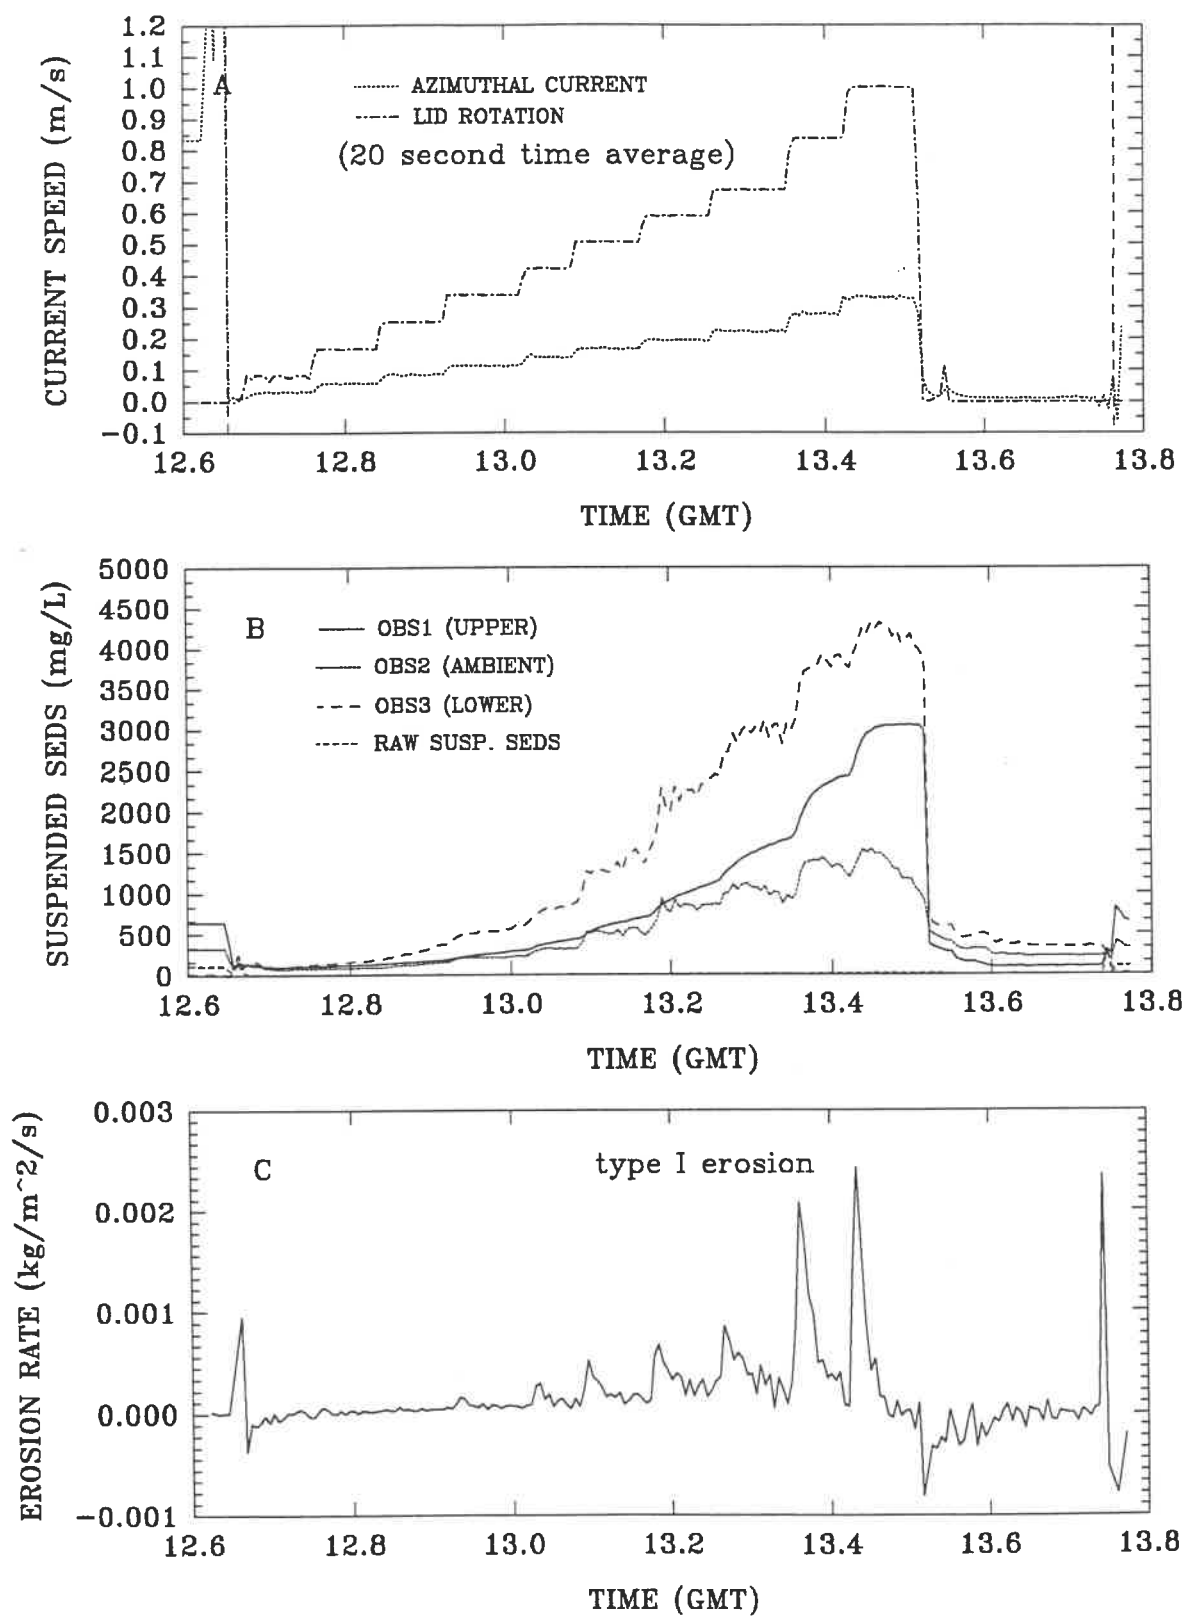 1.2
1.1
1.0
0.9
0.8
0.7
0.6
0.5
0.4
0.3
0.2
0.1
0.0
−0.1
CURRENT SPEED (m/s)
A
AZIMUTHAL CURRENT
LID ROTATION
(20 second time average)
12.6 12.8 13.0 13.2 13.4 13.6 13.8
TIME (GMT)
5000
4500
4000
3500
3000
2500
2000
1500
1000
500
0
SUSPENDED SEDS (mg/L)
B
OBS1 (UPPER)
OBS2 (AMBIENT)
OBS3 (LOWER)
RAW SUSP. SEDS
12.6 12.8 13.0 13.2 13.4 13.6 13.8
TIME (GMT)
0.003
0.002
0.001
0.000
−0.001
EROSION RATE (kg/m^2/s)
C
type I erosion
12.6 12.8 13.0 13.2 13.4 13.6 13.8
TIME (GMT)